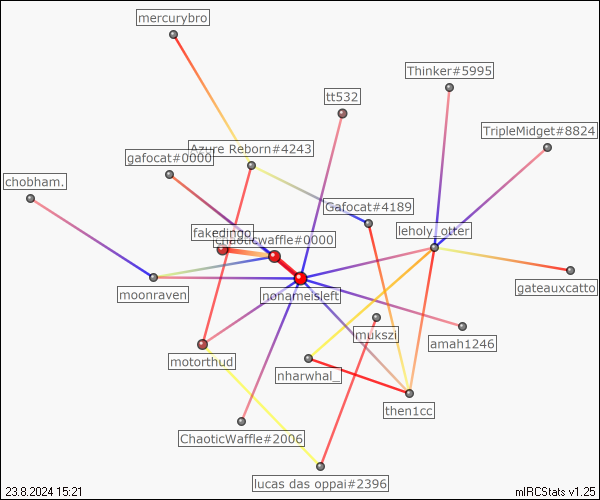 mercurybro
Thinker#5995
tt532
TripleMidget#8824
Azure Reborn#4243
gafocat#0000
chobham.
Gafocat#4189
leholy_otter
fakedingo
chaoticwaffle#0000
moonraven
nonameisleft
gateauxcatto
mukszi
amah1246
motorthud
nharwhal_
then1cc
ChaoticWaffle#2006
lucas das oppai#2396
23.8.2024 15:21
mIRCStats v1.25